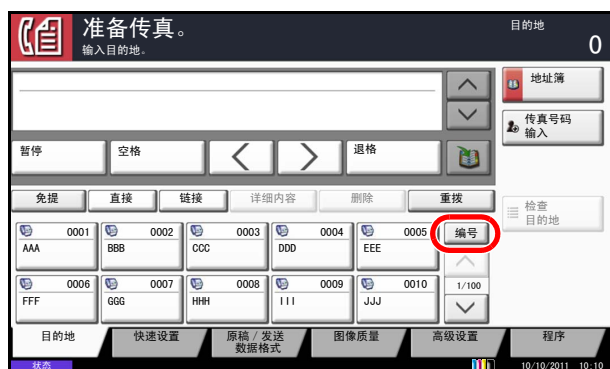 准备传真。
输入目的地。
目的地
0
地址簿
传真号码
输入
暂停
空格
退格
免提
直接
链接
详细内容
删除
重拨
检查
目的地
0001
AAA
0002
BBB
0003
CCC
0004
DDD
0005
EEE
编号
0006
FFF
0007
GGG
0008
HHH
0009
III
0010
JJJ
1/100
目的地
快速设置
原稿 / 发送
数据格式
图像质量
高级设置
程序
状态
10/10/2011 10:10